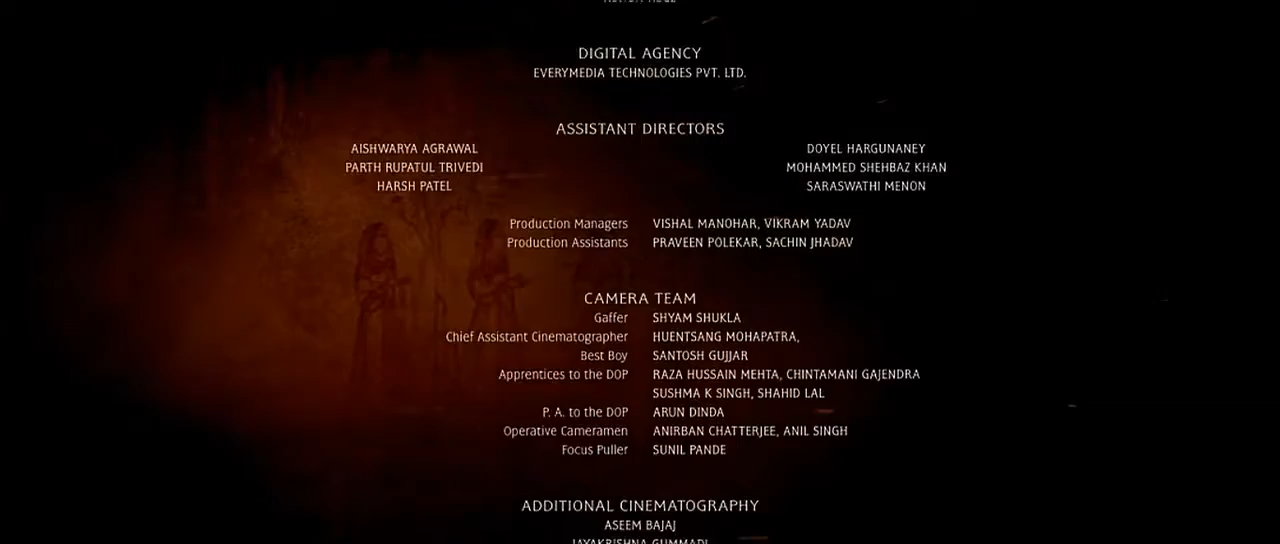 DIGITAL AGENCY
EVERYMEDIA TECHNOLOGIES PVT. LTD.
ASSISTANT DIRECTORS
AISHWARYA AGRAWAL DOYEL HARGUNANEY
PARTH RUPATUL TRIVEDI MOHAMMED SHEHBAZ KHAN
HARSH PATEL SARASWATHI MENON
Production Managers VISHAL MANOHAR, VIKRAM YADAV
Production Assistants PRAVEEN POLEKAR, SACHIN JHADAV
CAMERA TEAM
Gaffer SHYAM SHUKLA
Chief Assistant Cinematographer HUENTSANG MOHAPATRA,
Best Boy SANTOSH GUJJAR
Apprentices to the DOP RAZA HUSSAIN MEHTA, CHINTAMANI GAJENDRA
SUSHMA K SINGH, SHAHID LAL
P. A. to the DOP ARUN DINDA
Operative Cameramen ANIRBAN CHATTERJEE, ANIL SINGH
Focus Puller SUNIL PANDE
ADDITIONAL CINEMATOGRAPHY
ASEEM BAJAJ
JAYAKRISHNA GUMMADI